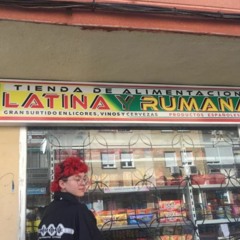 TIENDA DE ALIMENTACION
LATINA Y RUMANA
GRAN SURTIDO EN LICORES, VINOS Y CERVEZAS PRODUCTOS ESPAÑOLES